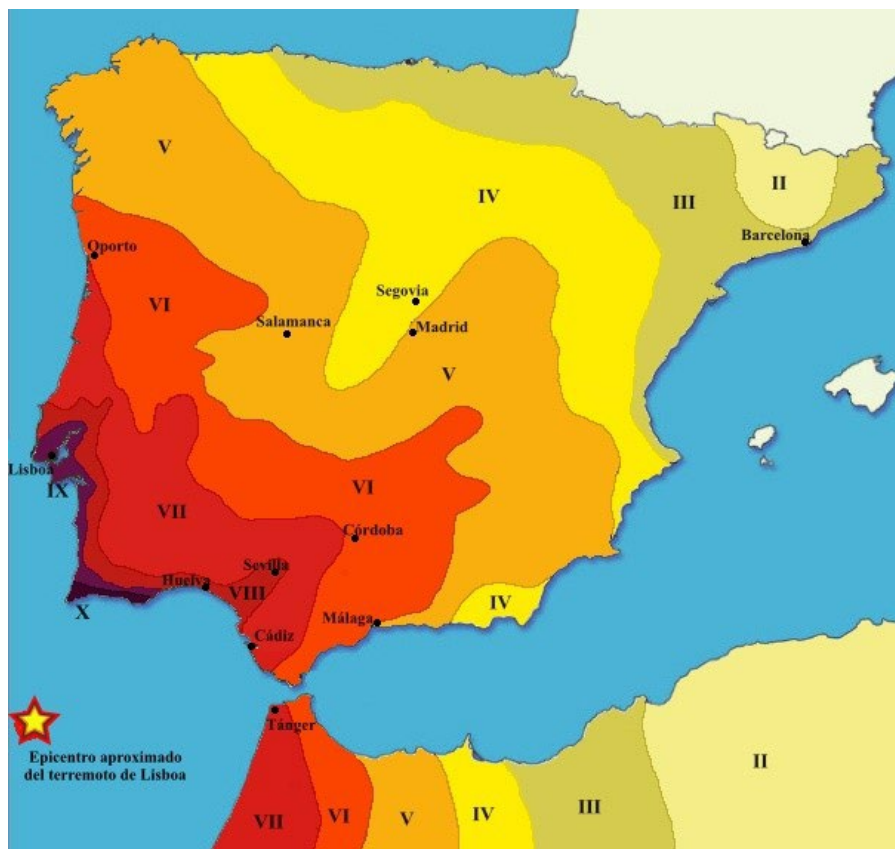 V
IV
III
II
Barcelona
Oporto
VI
Segovia
Salamanca
Madrid
V
Lisboa
IX
VII
VI
Córdoba
Sevilla
Huelva
VIII
X
IV
Málaga
Cádiz
Tánger
Epicentro aproximado
del terremoto de Lisboa
VII
VI
V
IV
III
II